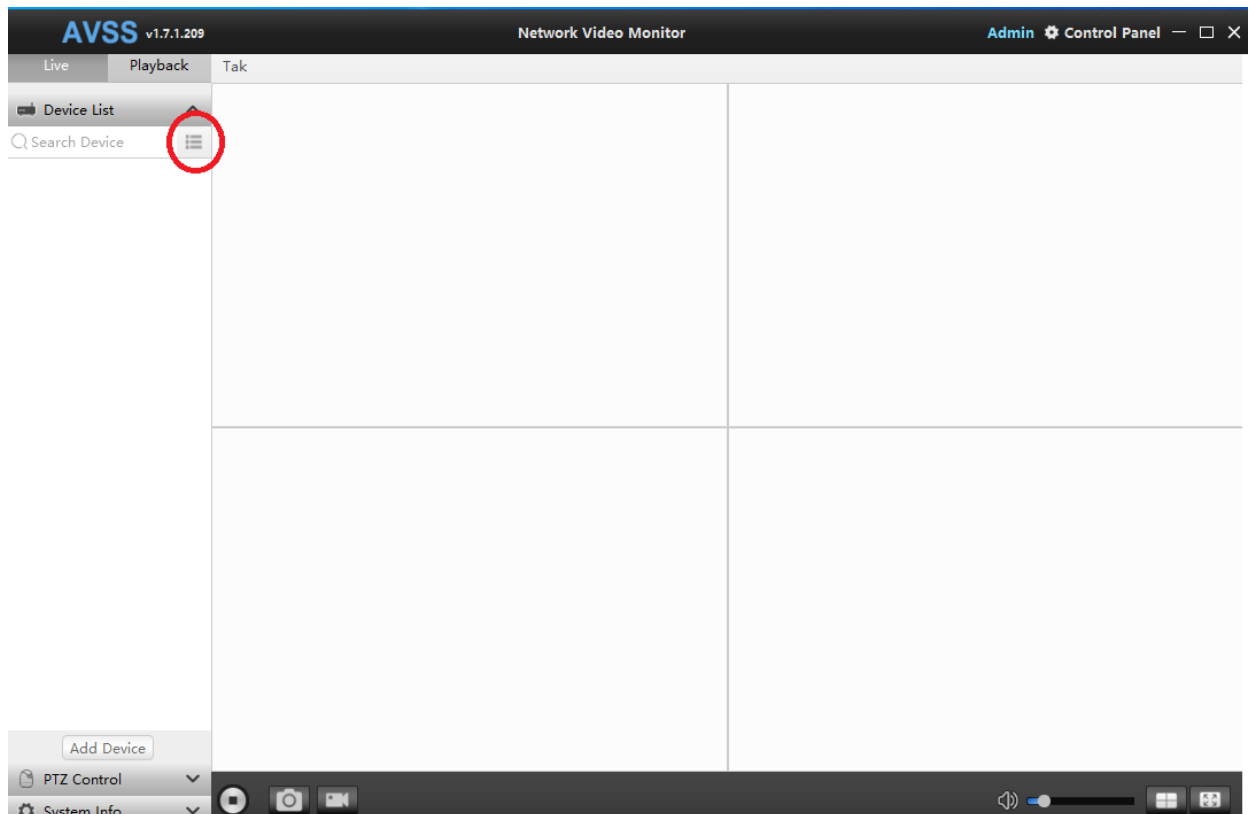 AVSS v1.7.1.209 Network Video Monitor Admin Control Panel
Live Playback Tak
Device List
Search Device
Add Device
PTZ Control
System Info